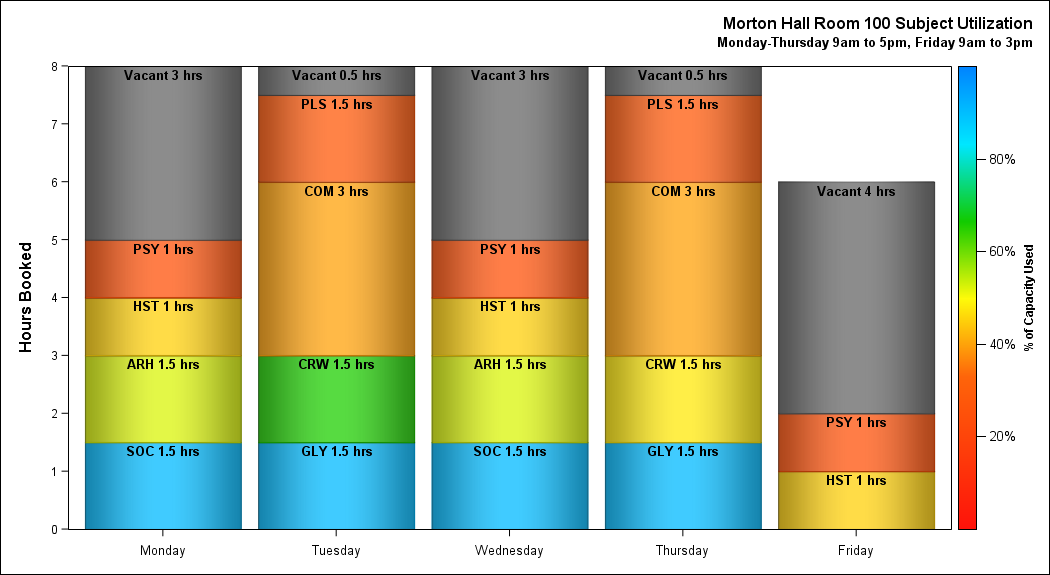 Morton Hall Room 100 Subject Utilization
Monday-Thursday 9am to 5pm, Friday 9am to 3pm
Hours Booked
8
7
6
5
4
3
2
1
0
Vacant 3 hrs
PSY 1 hrs
HST 1 hrs
ARH 1.5 hrs
SOC 1.5 hrs
Vacant 0.5 hrs
PLS 1.5 hrs
COM 3 hrs
CRW 1.5 hrs
GLY 1.5 hrs
Vacant 3 hrs
PSY 1 hrs
HST 1 hrs
ARH 1.5 hrs
SOC 1.5 hrs
Vacant 0.5 hrs
PLS 1.5 hrs
COM 3 hrs
CRW 1.5 hrs
GLY 1.5 hrs
Vacant 4 hrs
PSY 1 hrs
HST 1 hrs
Monday
Tuesday
Wednesday
Thursday
Friday
80%
60%
40%
20%
% of Capacity Used